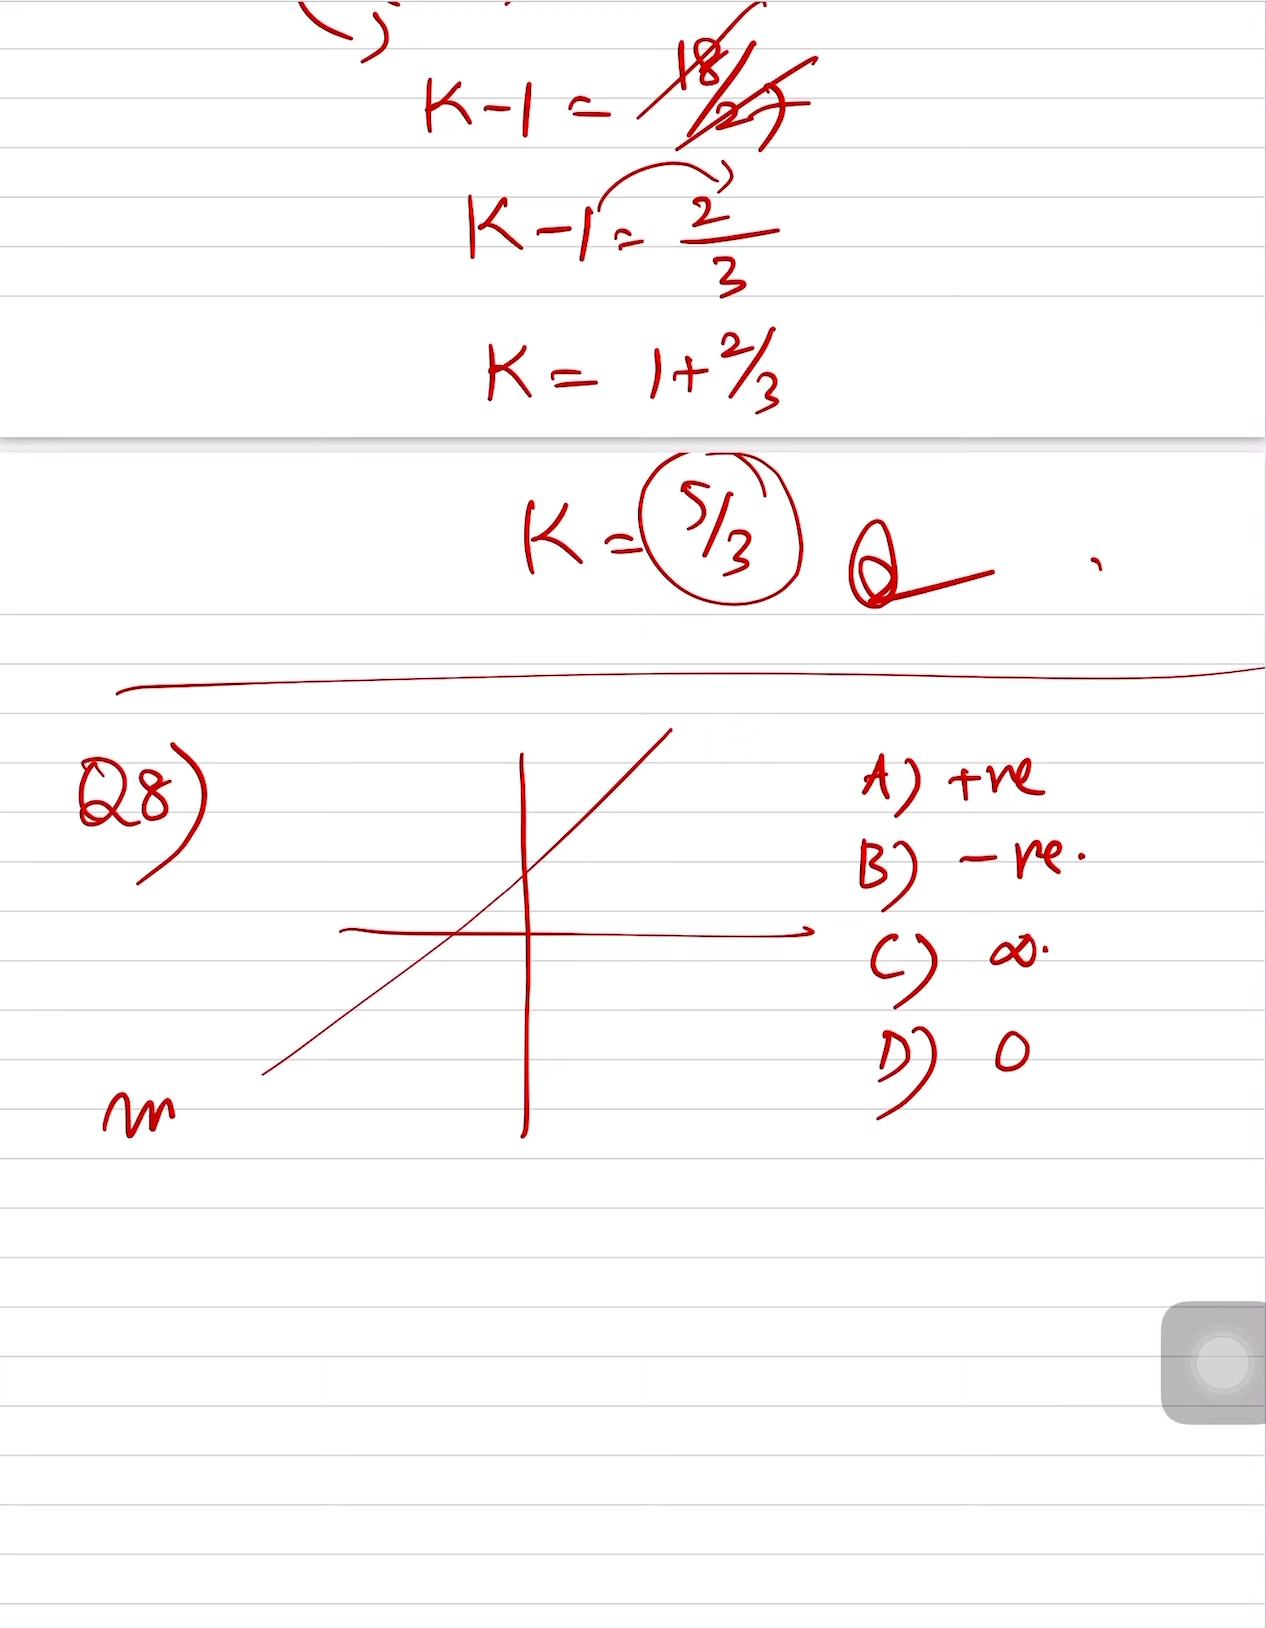 K-1 = 18/27
K-1 = 2/3
K = 1+2/3
K = 5/3
Q8)
A) +ve
B) -ve.
C) ∞.
D) 0
m